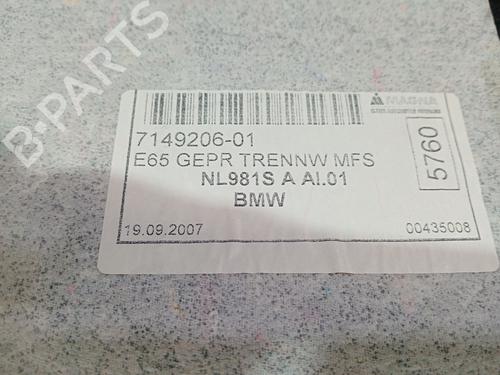 B-PARTS
MAGNA
7149206-01
E65 GEPR TRENNW MFS
NL981S A AI.01
BMW
5760
19.09.2007
00435008